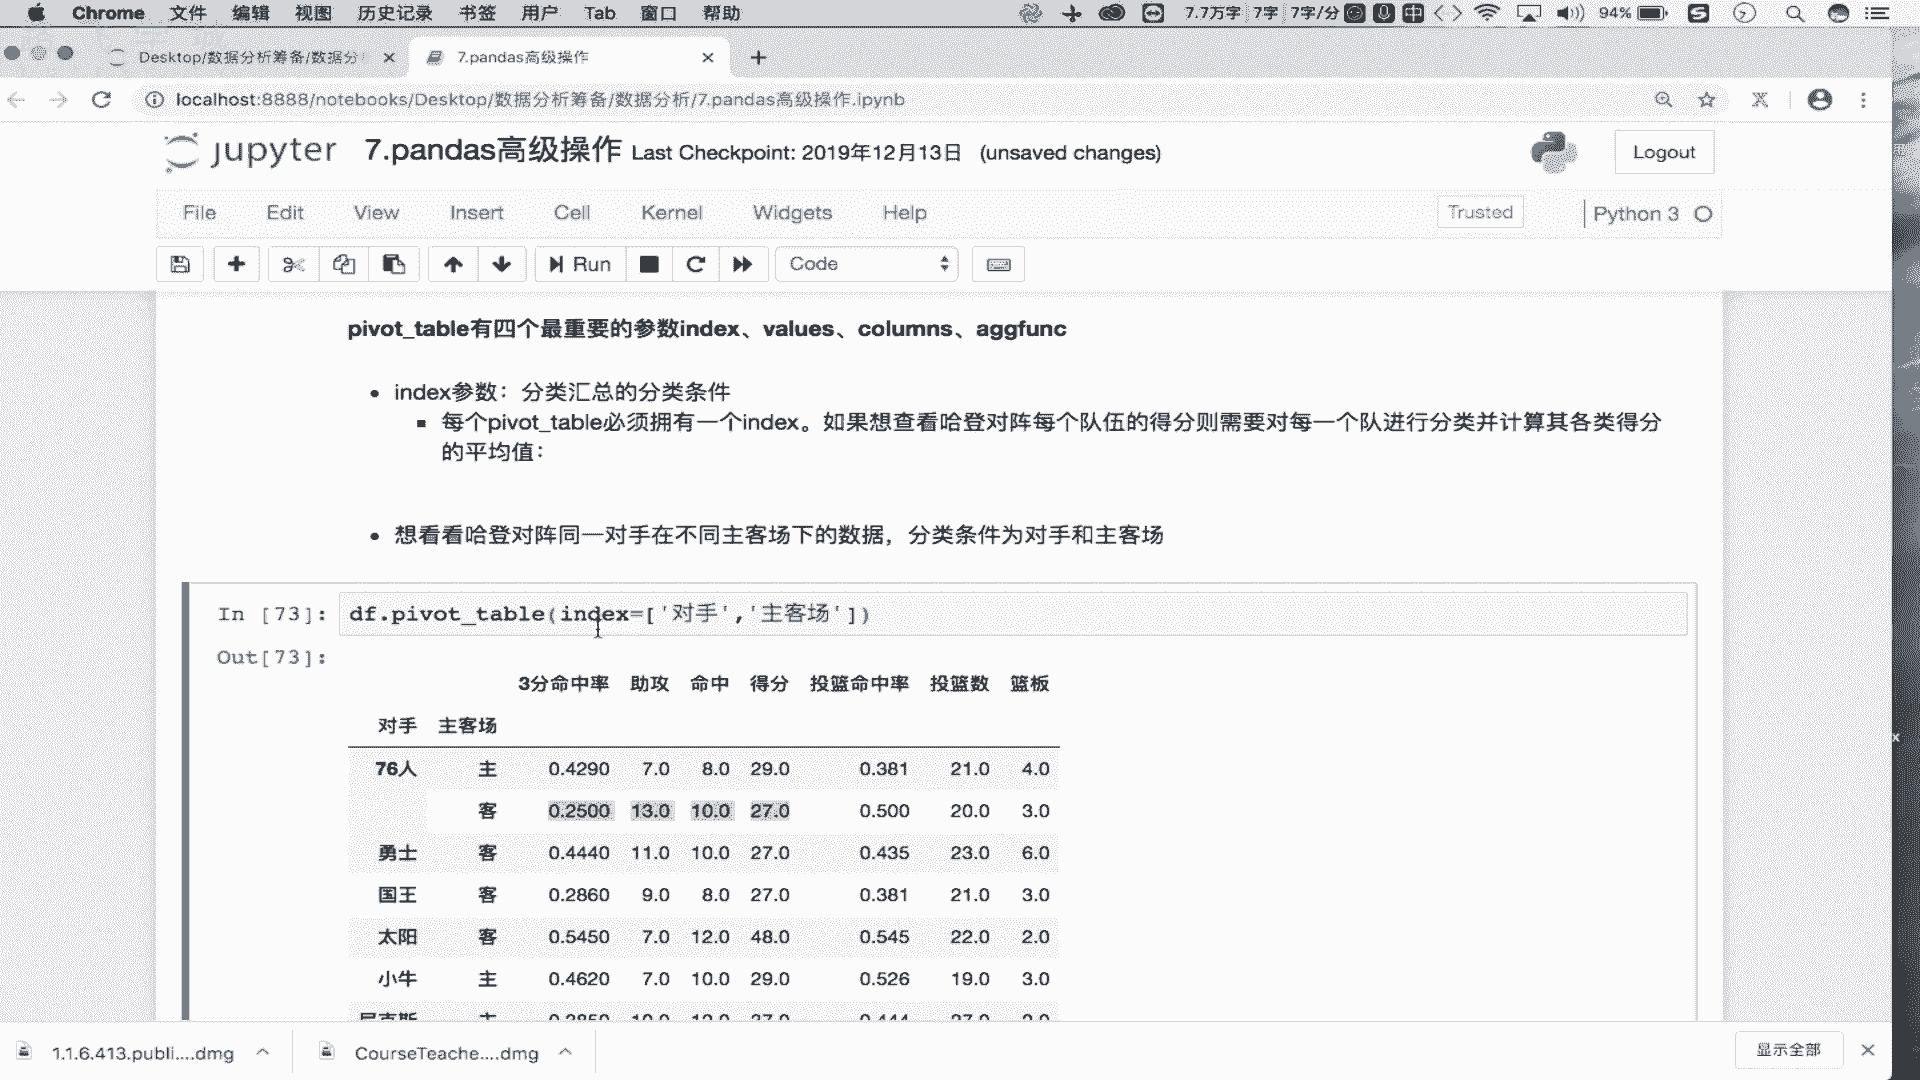 Chrome 文件 编辑 视图 历史记录 书签 用户 Tab 窗口 帮助 7.7万字 7字 7字/分 中 94%
Desktop/数据分析筹备/数据分 7.pandas高级操作
localhost:8888/notebooks/Desktop/数据分析筹备/数据分析/7.pandas高级操作.ipynb
jupyter 7.pandas高级操作 Last Checkpoint: 2019年12月13日 (unsaved changes) Logout
File Edit View Insert Cell Kernel Widgets Help Trusted Python 3
Run Code
pivot_table有四个最重要的参数index、values、columns、aggfunc
index参数：分类汇总的分类条件
每个pivot_table必须拥有一个index。如果想查看哈登对阵每个队伍的得分则需要对每一个队进行分类并计算其各类得分
的平均值：
想看看哈登对阵同一对手在不同主客场下的数据，分类条件为对手和主客场
In [73]: df.pivot_table(index=['对手','主客场'])
Out[73]:
3分命中率 助攻 命中 得分 投篮命中率 投篮数 篮板
对手 主客场
76人 主 0.4290 7.0 8.0 29.0 0.381 21.0 4.0
客 0.2500 13.0 10.0 27.0 0.500 20.0 3.0
勇士 客 0.4440 11.0 10.0 27.0 0.435 23.0 6.0
国王 客 0.2860 9.0 8.0 27.0 0.381 21.0 3.0
太阳 客 0.5450 7.0 12.0 48.0 0.545 22.0 2.0
小牛 主 0.4620 7.0 10.0 29.0 0.526 19.0 3.0
1.1.6.413.publi....dmg CourseTeache....dmg 显示全部